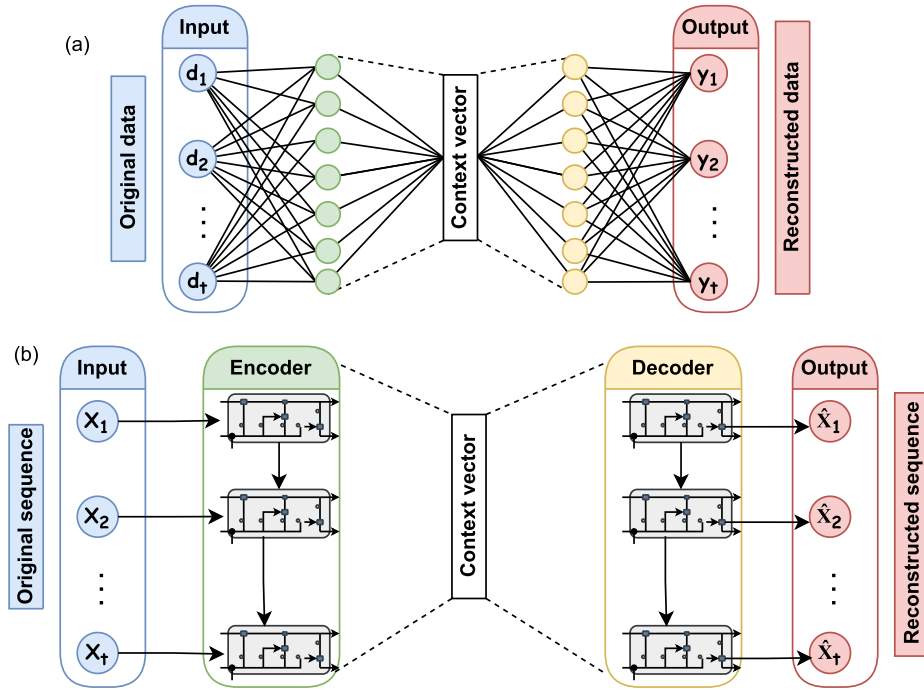 (a)
Input
Output
Original data
d₁
d₂
...
dₜ
Context vector
y₁
y₂
...
yₜ
Reconstructed data
(b)
Input
Encoder
Decoder
Output
Original sequence
X₁
X₂
...
Xₜ
Context vector
X̂₁
X̂₂
...
X̂ₜ
Reconstructed sequence